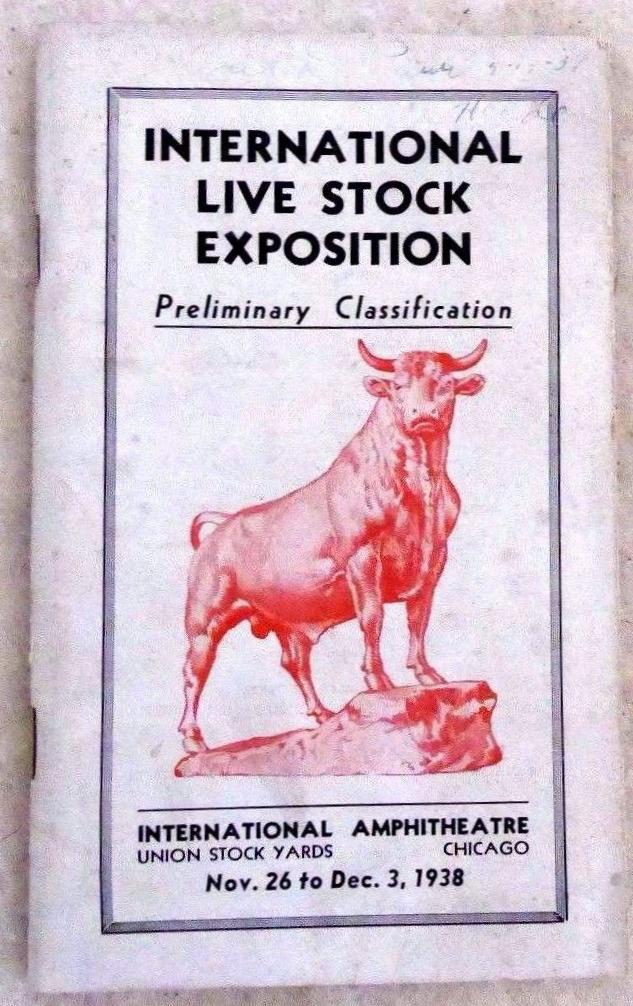 INTERNATIONAL
LIVE STOCK
EXPOSITION
Preliminary Classification
INTERNATIONAL AMPHITHEATRE
UNION STOCK YARDS CHICAGO
Nov. 26 to Dec. 3, 1938